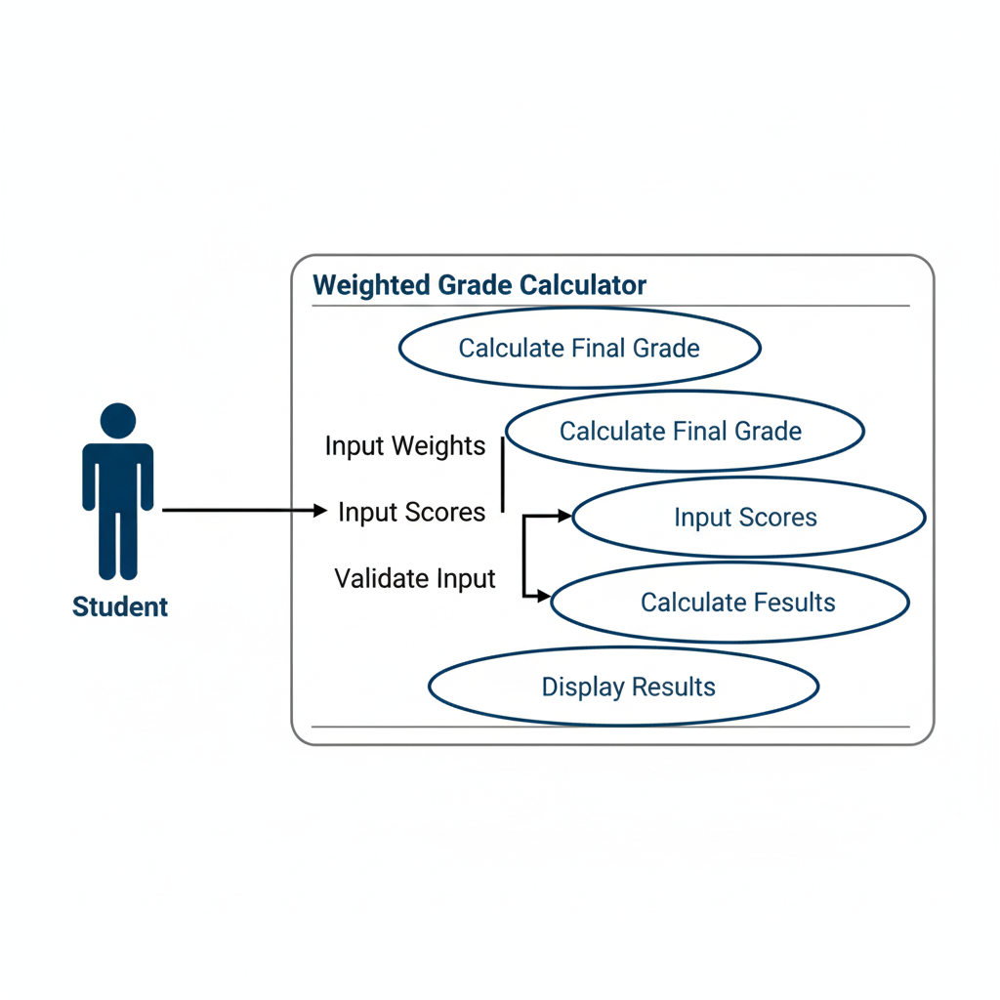 Weighted Grade Calculator
Calculate Final Grade
Calculate Final Grade
Input Weights
Input Scores
Input Scores
Validate Input
Calculate Fesults
Student
Display Results